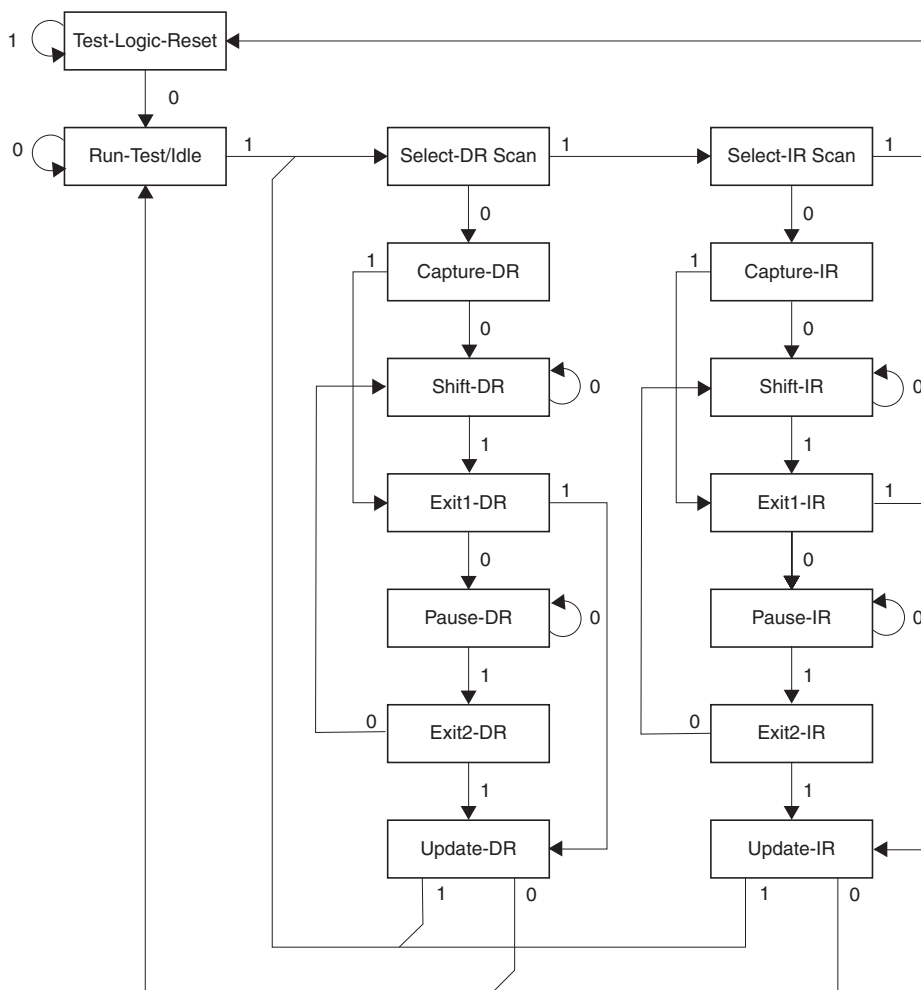 1 Test-Logic-Reset
0
0 Run-Test/Idle 1 Select-DR Scan 1 Select-IR Scan 1
0 0
1 Capture-DR 1 Capture-IR
0 0
Shift-DR 0 Shift-IR 0
1 1
Exit1-DR 1 Exit1-IR 1
0 0
Pause-DR 0 Pause-IR 0
1 1
0 Exit2-DR 0 Exit2-IR
1 1
Update-DR Update-IR
1 0 1 0